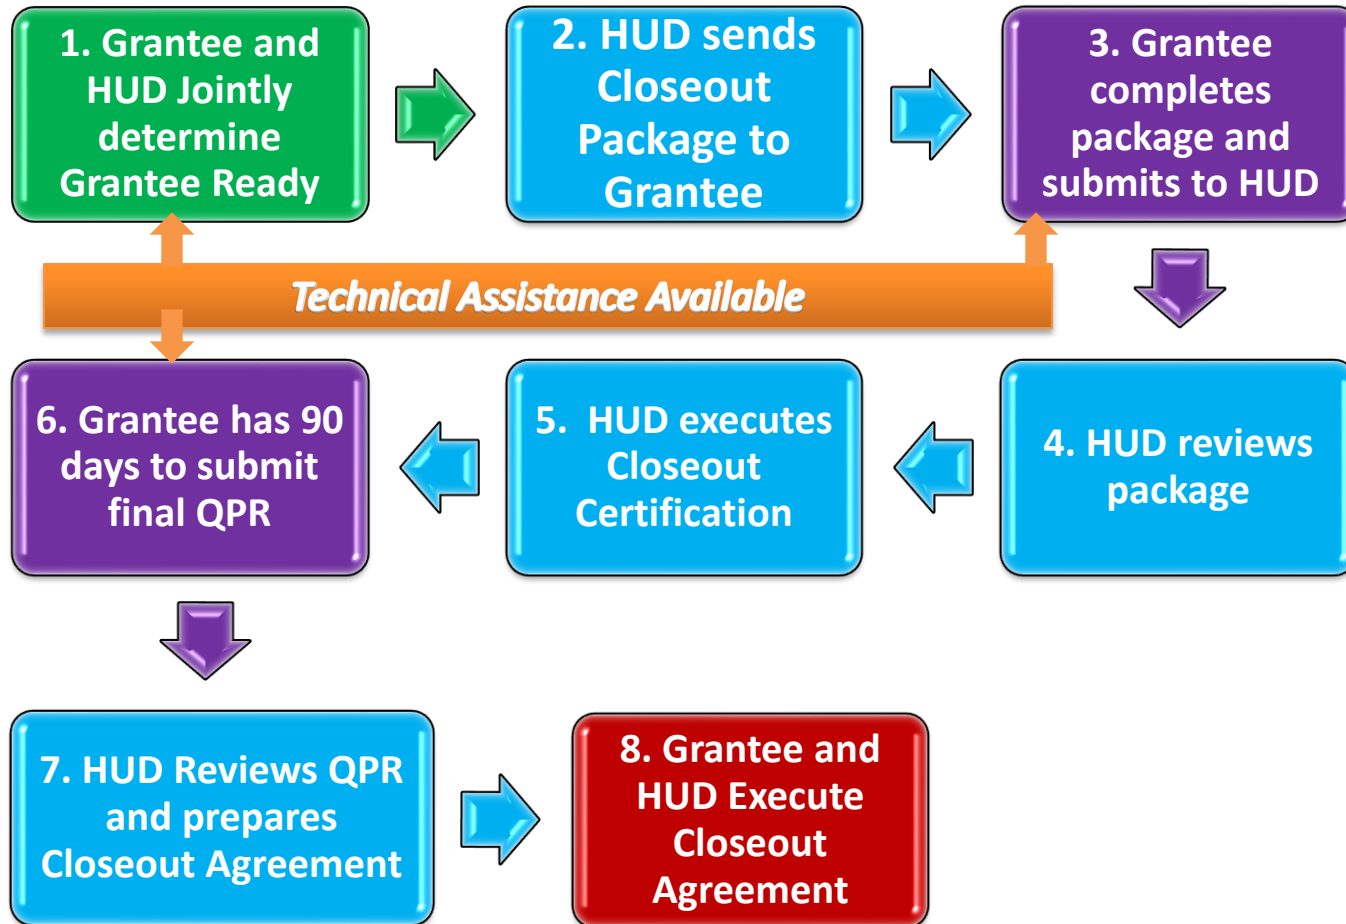 1. Grantee and
HUD Jointly
determine
Grantee Ready
2. HUD sends
Closeout
Package to
Grantee
3. Grantee
completes
package and
submits to HUD
Technical Assistance Available
6. Grantee has 90
days to submit
final QPR
5. HUD executes
Closeout
Certification
4. HUD reviews
package
7. HUD Reviews QPR
and prepares
Closeout Agreement
8. Grantee and
HUD Execute
Closeout
Agreement